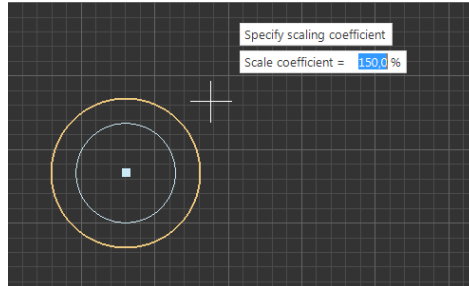 Specify scaling coefficient
Scale coefficient = 150,0 %